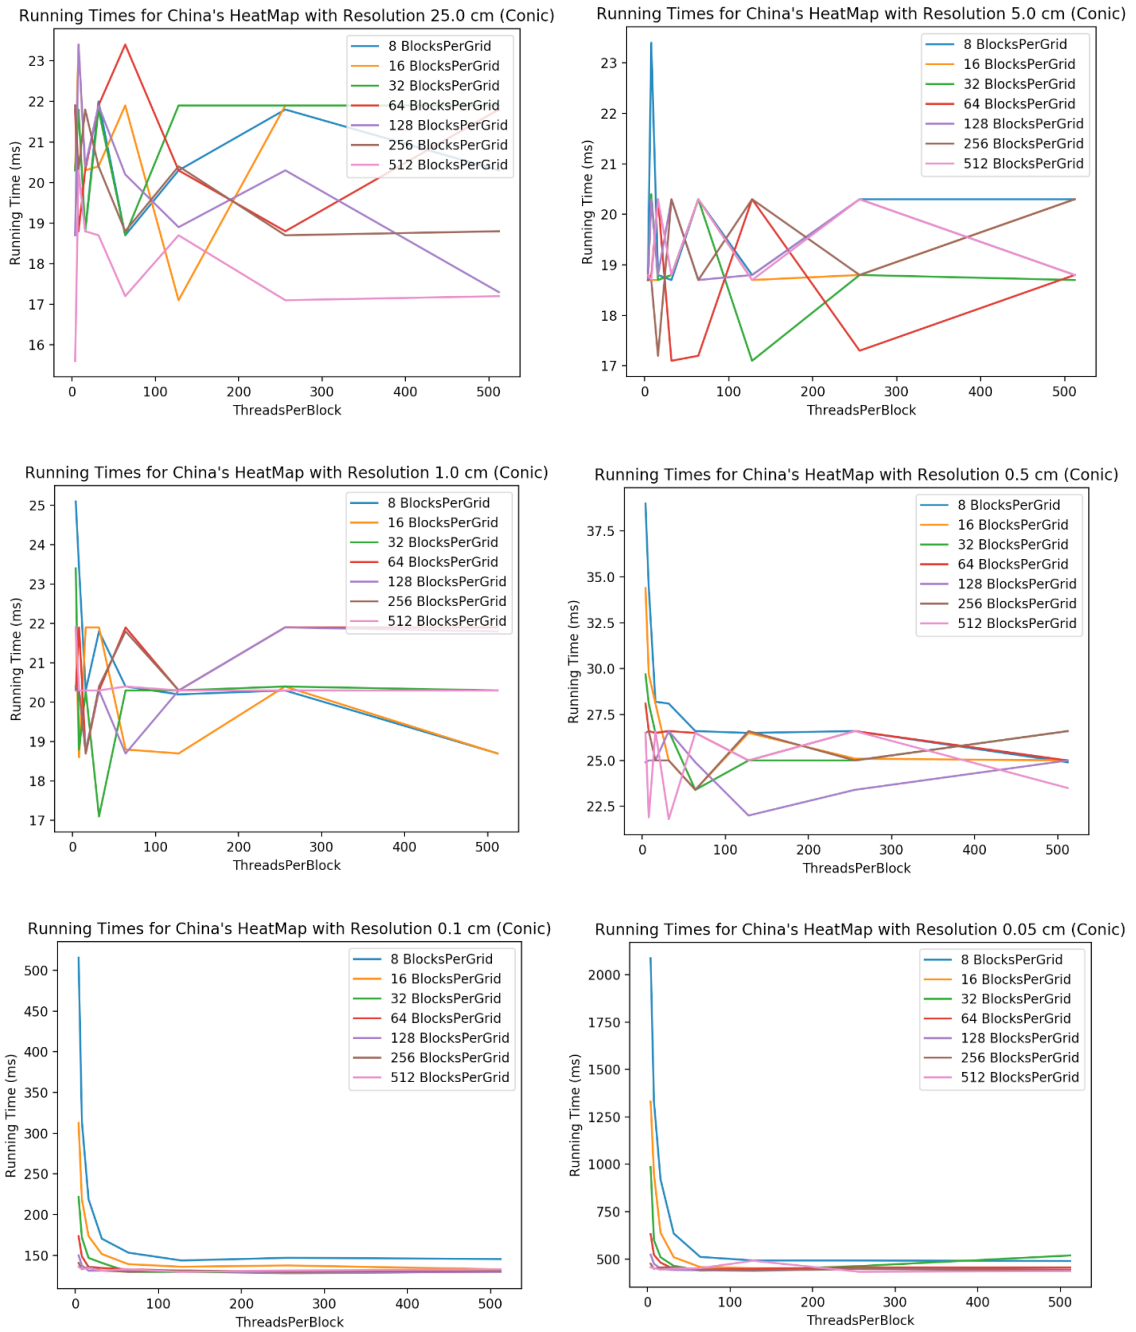 Running Times for China's HeatMap with Resolution 25.0 cm (Conic)
23
22
21
20
19
18
17
16
Running Time (ms)
8 BlocksPerGrid
16 BlocksPerGrid
32 BlocksPerGrid
64 BlocksPerGrid
128 BlocksPerGrid
256 BlocksPerGrid
512 BlocksPerGrid
0 100 200 300 400 500
ThreadsPerBlock
Running Times for China's HeatMap with Resolution 5.0 cm (Conic)
23
22
21
20
19
18
17
Running Time (ms)
8 BlocksPerGrid
16 BlocksPerGrid
32 BlocksPerGrid
64 BlocksPerGrid
128 BlocksPerGrid
256 BlocksPerGrid
512 BlocksPerGrid
0 100 200 300 400 500
ThreadsPerBlock
Running Times for China's HeatMap with Resolution 1.0 cm (Conic)
25
24
23
22
21
20
19
18
17
Running Time (ms)
8 BlocksPerGrid
16 BlocksPerGrid
32 BlocksPerGrid
64 BlocksPerGrid
128 BlocksPerGrid
256 BlocksPerGrid
512 BlocksPerGrid
0 100 200 300 400 500
ThreadsPerBlock
Running Times for China's HeatMap with Resolution 0.5 cm (Conic)
37.5
35.0
32.5
30.0
27.5
25.0
22.5
Running Time (ms)
8 BlocksPerGrid
16 BlocksPerGrid
32 BlocksPerGrid
64 BlocksPerGrid
128 BlocksPerGrid
256 BlocksPerGrid
512 BlocksPerGrid
0 100 200 300 400 500
ThreadsPerBlock
Running Times for China's HeatMap with Resolution 0.1 cm (Conic)
500
450
400
350
300
250
200
150
Running Time (ms)
8 BlocksPerGrid
16 BlocksPerGrid
32 BlocksPerGrid
64 BlocksPerGrid
128 BlocksPerGrid
256 BlocksPerGrid
512 BlocksPerGrid
0 100 200 300 400 500
ThreadsPerBlock
Running Times for China's HeatMap with Resolution 0.05 cm (Conic)
2000
1750
1500
1250
1000
750
500
Running Time (ms)
8 BlocksPerGrid
16 BlocksPerGrid
32 BlocksPerGrid
64 BlocksPerGrid
128 BlocksPerGrid
256 BlocksPerGrid
512 BlocksPerGrid
0 100 200 300 400 500
ThreadsPerBlock